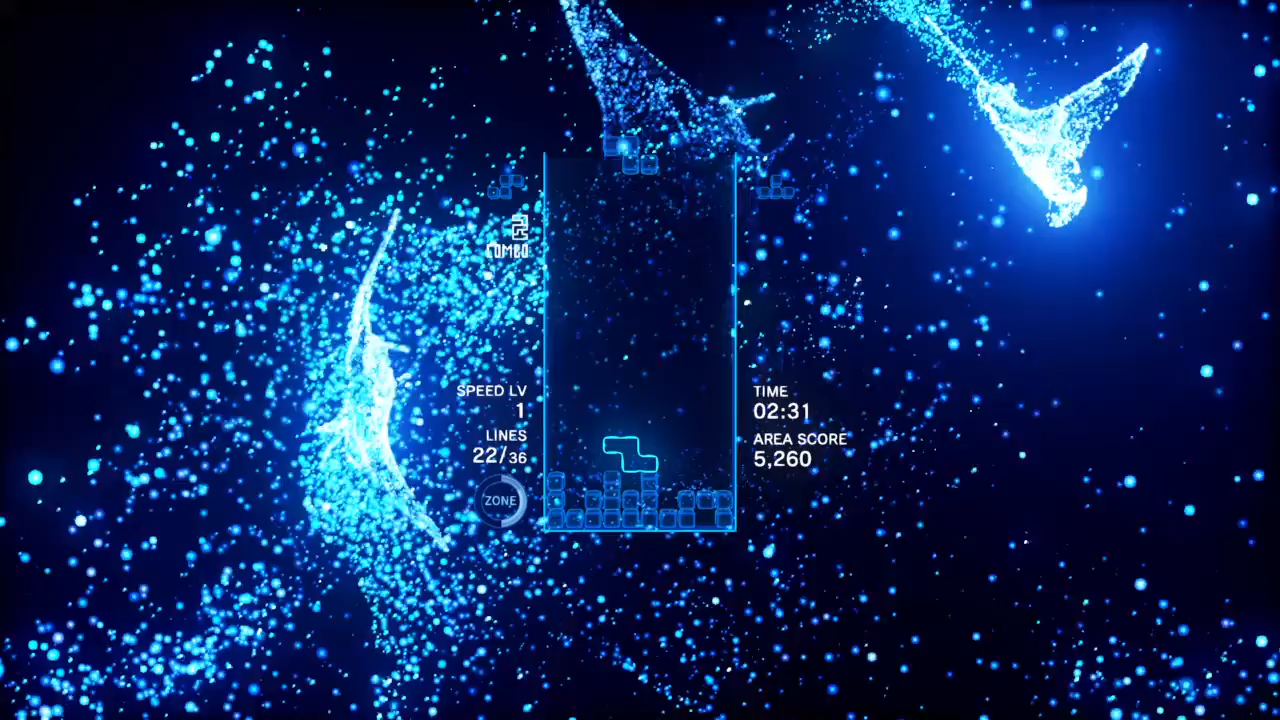 2
COMBO
SPEED LV
1
LINES
22/36
ZONE
TIME
02:31
AREA SCORE
5,260